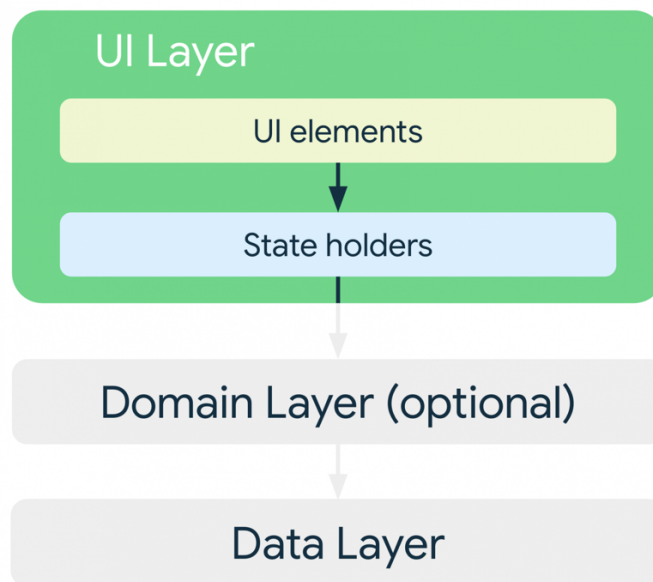 UI Layer
UI elements
State holders
Domain Layer (optional)
Data Layer